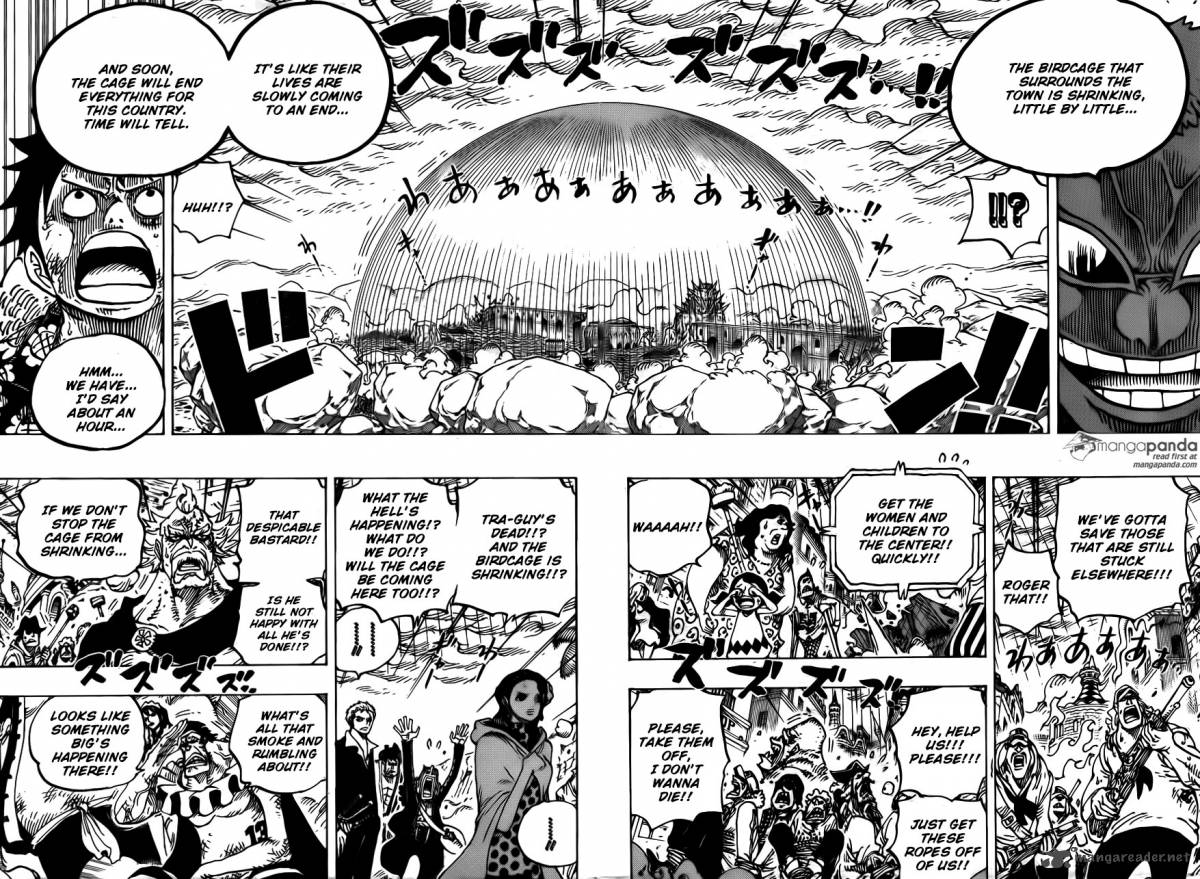 THE BIRDCAGE THAT
SURROUNDS THE
TOWN IS SHRINKING,
LITTLE BY LITTLE...
!!?
ズズズズズ…!!
IT'S LIKE THEIR
LIVES ARE
SLOWLY COMING
TO AN END...
AND SOON,
THE CAGE WILL END
EVERYTHING FOR
THIS COUNTRY.
TIME WILL TELL.
HUH!!?
わあああああああああ…!!
わ
き
ぎ
わ
ドン
HMM...
WE HAVE...
I'D SAY
ABOUT AN
HOUR...
mangapanda
read first at
mangapanda.com
WE'VE GOTTA
SAVE THOSE
THAT ARE STILL
STUCK
ELSEWHERE!!!
ROGER
THAT!!
わああああ
GET THE
WOMEN AND
CHILDREN TO
THE CENTER!!
QUICKLY!!
WAAAAH!!
ズズズズ
HEY, HELP
US!!!
PLEASE!!!
PLEASE,
TAKE THEM
OFF,
I DON'T
WANNA
DIE!!
JUST GET
THESE
ROPES OFF
OF US!!
TRA-GUY'S
DEAD!!?
AND THE
BIRDCAGE IS
SHRINKING!!?
WHAT THE
HELL'S
HAPPENING!?
WHAT
DO WE DO!!?
WILL THE CAGE
BE COMING
HERE TOO!!?
THAT
DESPICABLE
BASTARD!!
IS HE
STILL NOT
HAPPY WITH
ALL HE'S
DONE!!?
IF WE DON'T
STOP THE
CAGE FROM
SHRINKING...
ズズズズ…
WHAT'S
ALL THAT
SMOKE AND
RUMBLING
ABOUT!!
LOOKS LIKE
SOMETHING
BIG'S
HAPPENING
THERE!!
13
mangareader.net